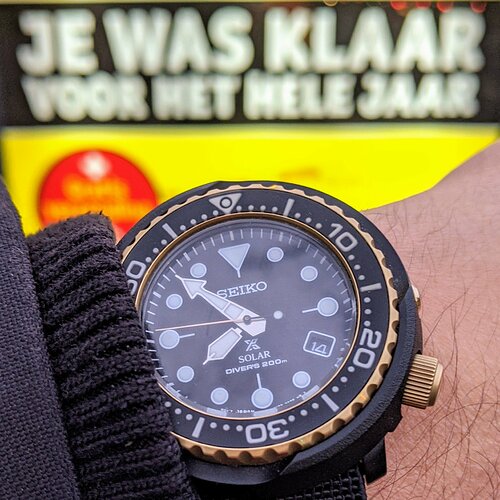 JE WAS KLAAR
VOOR HET HELE JAAR
10
20
30
SEIKO
14
SOLAR
DIVERS 200m